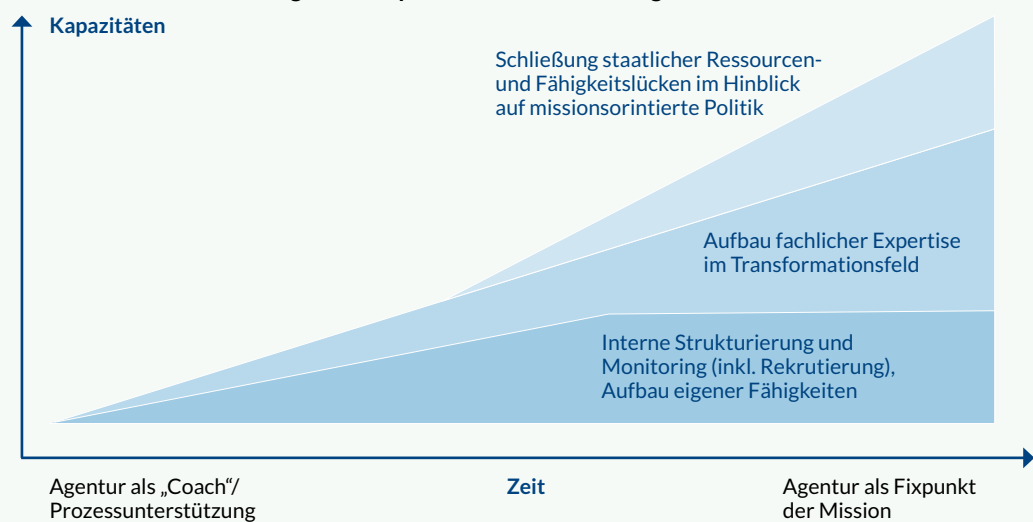 Kapazitäten
Schließung staatlicher Ressourcen-
und Fähigkeitslücken im Hinblick
auf missionsorintierte Politik
Aufbau fachlicher Expertise
im Transformationsfeld
Interne Strukturierung und
Monitoring (inkl. Rekrutierung),
Aufbau eigener Fähigkeiten
Agentur als „Coach“/
Prozessunterstützung
Zeit
Agentur als Fixpunkt
der Mission